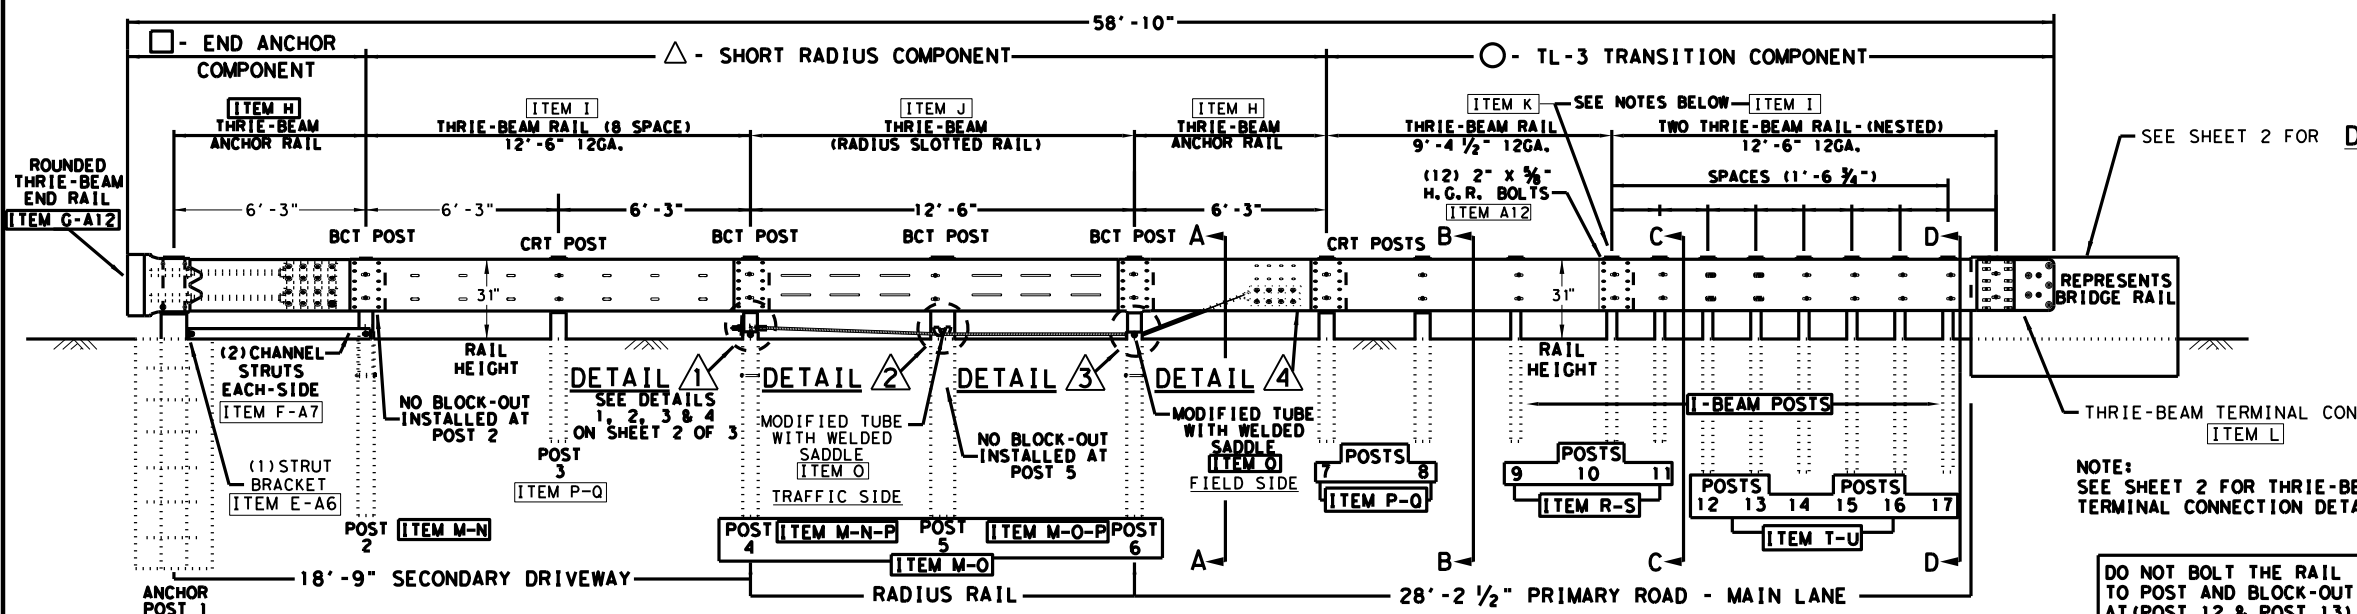 58'-10"
□- END ANCHOR
COMPONENT
△- SHORT RADIUS COMPONENT
○- TL-3 TRANSITION COMPONENT
ITEM H
THRIE-BEAM
ANCHOR RAIL
ITEM I
THRIE-BEAM RAIL (8 SPACE)
12'-6" 12GA.
ITEM J
THRIE-BEAM
(RADIUS SLOTTED RAIL)
ITEM H
THRIE-BEAM
ANCHOR RAIL
ITEM K
SEE NOTES BELOW
ITEM I
THRIE-BEAM RAIL
9'-4 1/2" 12GA.
TWO THRIE-BEAM RAIL-(NESTED)
12'-6" 12GA.
SEE SHEET 2 FOR D
ROUNDED
THRIE-BEAM
END RAIL
ITEM G-A12
(12) 2" X 5/8"
H.G.R. BOLTS
ITEM A12
SPACES (1'-6 3/4")
6'-3"
6'-3"
6'-3"
12'-6"
6'-3"
BCT POST
CRT POST
BCT POST
BCT POST
BCT POST
A
CRT POSTS
B
C
D
31"
31"
REPRESENTS
BRIDGE RAIL
(2) CHANNEL
STRUTS
EACH-SIDE
ITEM F-A7
RAIL
HEIGHT
RAIL
HEIGHT
DETAIL 1
DETAIL 2
DETAIL 3
DETAIL 4
SEE DETAILS
1, 2, 3 & 4
ON SHEET 2 OF 3
NO BLOCK-OUT
INSTALLED AT
POST 2
MODIFIED TUBE
WITH WELDED
SADDLE
ITEM O
TRAFFIC SIDE
NO BLOCK-OUT
INSTALLED AT
POST 5
MODIFIED TUBE
WITH WELDED
SADDLE
ITEM O
FIELD SIDE
I-BEAM POSTS
THRIE-BEAM TERMINAL CON
ITEM L
(1) STRUT
BRACKET
ITEM E-A6
POST
3
ITEM P-Q
POSTS
7 8
ITEM P-Q
POSTS
9 10 11
ITEM R-S
POSTS POSTS
12 13 14 15 16 17
ITEM T-U
NOTE:
SEE SHEET 2 FOR THRIE-BE
TERMINAL CONNECTION DETA
POST
2
ITEM M-N
POST
4
ITEM M-N-P
POST
5
ITEM M-O-P
POST
6
ITEM M-O
A
B
C
D
ANCHOR
POST 1
18'-9" SECONDARY DRIVEWAY
RADIUS RAIL
28'-2 1/2" PRIMARY ROAD - MAIN LANE
DO NOT BOLT THE RAIL
TO POST AND BLOCK-OUT
AT(POST 12 & POST 13)